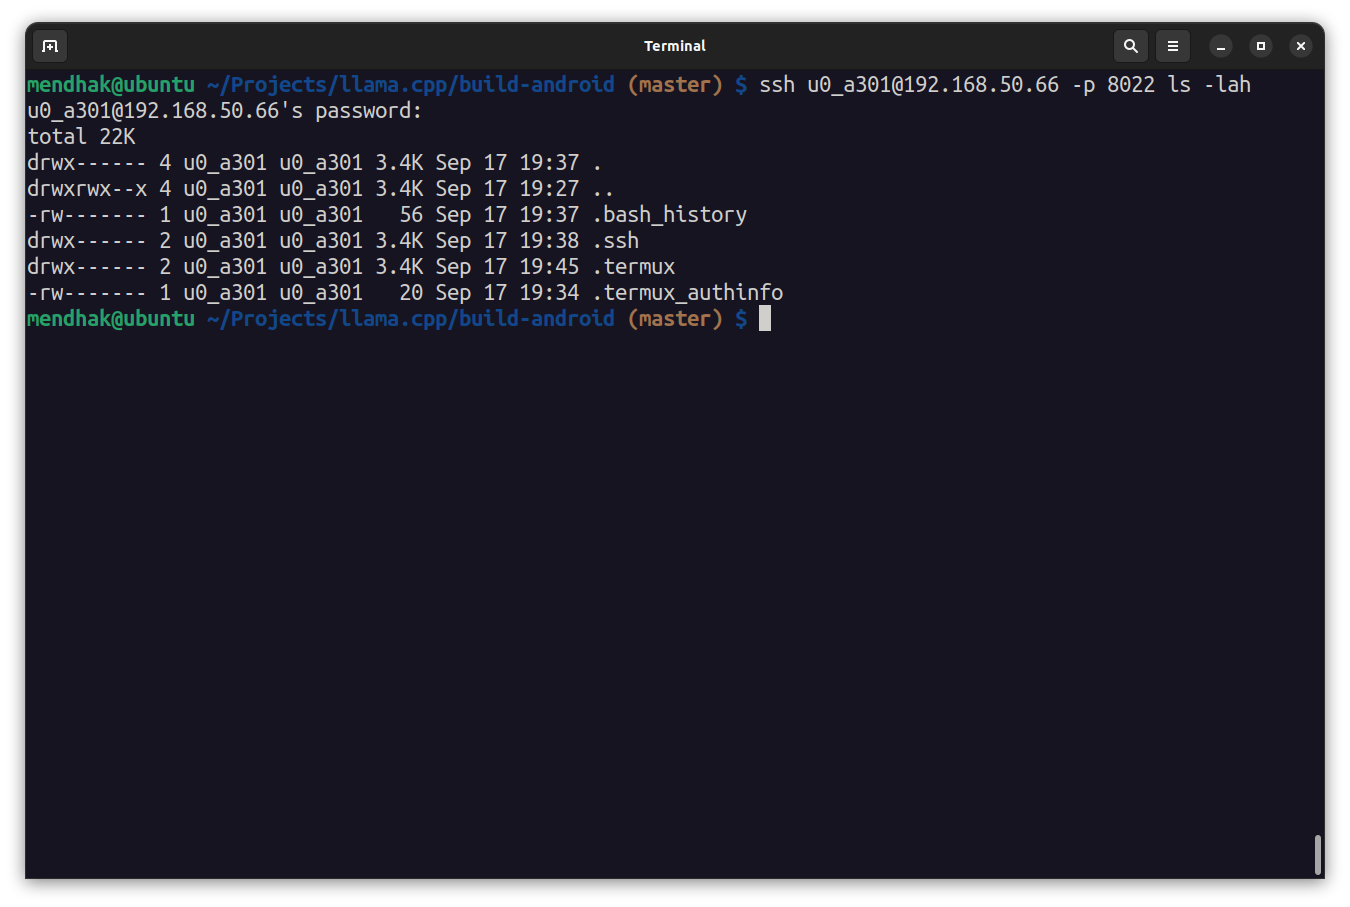 Terminal
mendhak@ubuntu ~/Projects/llama.cpp/build-android (master) $ ssh u0_a301@192.168.50.66 -p 8022 ls -lah
u0_a301@192.168.50.66's password:
total 22K
drwx------ 4 u0_a301 u0_a301 3.4K Sep 17 19:37 .
drwxrwx--x 4 u0_a301 u0_a301 3.4K Sep 17 19:27 ..
-rw------- 1 u0_a301 u0_a301   56 Sep 17 19:37 .bash_history
drwx------ 2 u0_a301 u0_a301 3.4K Sep 17 19:38 .ssh
drwx------ 2 u0_a301 u0_a301 3.4K Sep 17 19:45 .termux
-rw------- 1 u0_a301 u0_a301   20 Sep 17 19:34 .termux_authinfo
mendhak@ubuntu ~/Projects/llama.cpp/build-android (master) $